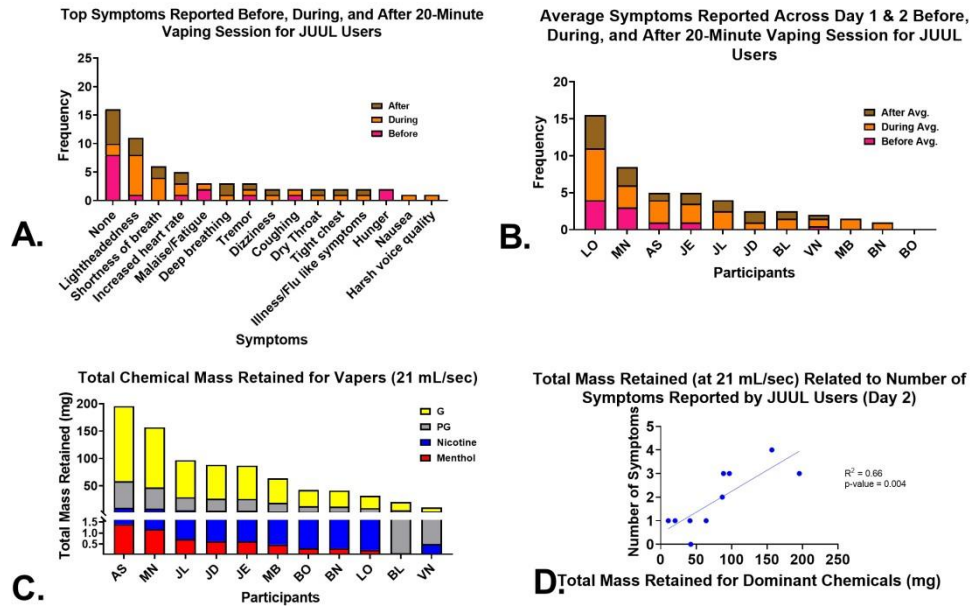 Top Symptoms Reported Before, During, and After 20-Minute
Vaping Session for JUUL Users
Frequency
25
20
15
10
5
0
After
During
Before
None
Lightheadedness
Shortness of breath
Increased heart rate
Malaise/Fatigue
Deep breathing
Tremor
Dizziness
Coughing
Dry Throat
Tight chest
Illness/Flu like symptoms
Hunger
Nausea
Harsh voice quality
Symptoms
A.
Average Symptoms Reported Across Day 1 & 2 Before,
During, and After 20-Minute Vaping Session for JUUL
Users
Frequency
20
15
10
5
0
After Avg.
During Avg.
Before Avg.
LO
MN
AS
JE
JL
JD
BL
VN
MB
BN
BO
Participants
B.
Total Chemical Mass Retained for Vapers (21 mL/sec)
Total Mass Retained (mg)
200
150
100
50
1.5
1.0
0.5
G
PG
Nicotine
Menthol
AS
MN
JL
JD
JE
MB
BO
BN
LO
BL
VN
Participants
C.
Total Mass Retained (at 21 mL/sec) Related to Number of
Symptoms Reported by JUUL Users (Day 2)
Number of Symptoms
5
4
3
2
1
0
R² = 0.66
p-value = 0.004
0 50 100 150 200 250
Total Mass Retained for Dominant Chemicals (mg)
D.